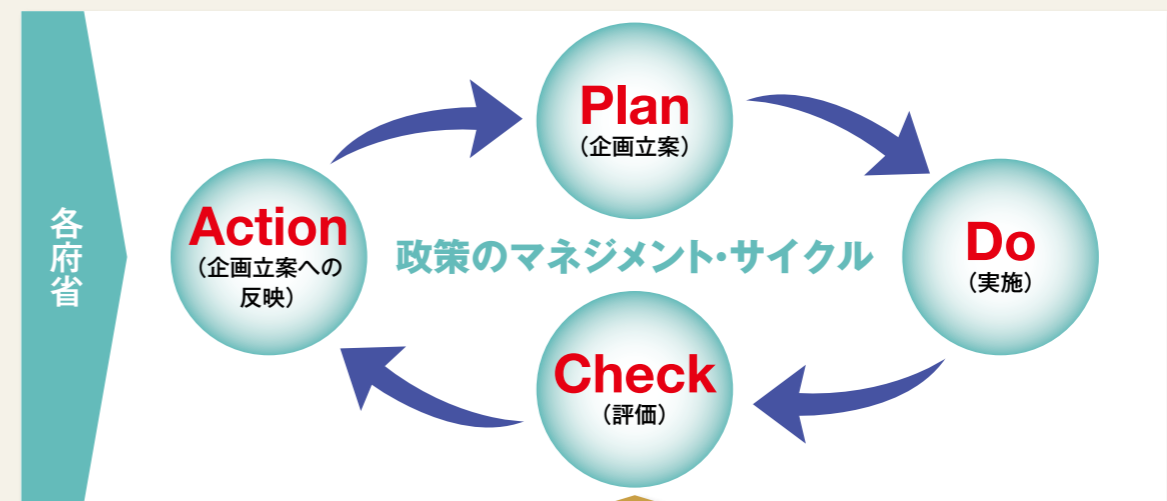 各府省
Plan
（企画立案）
Action
（企画立案への
反映）
政策のマネジメント・サイクル
Do
（実施）
Check
（評価）